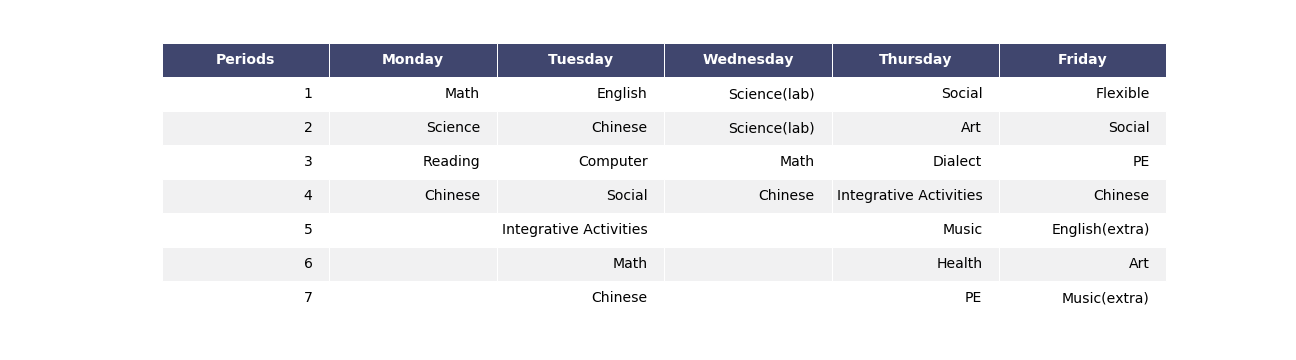 Periods Monday Tuesday Wednesday Thursday Friday
1 Math English Science(lab) Social Flexible
2 Science Chinese Science(lab) Art Social
3 Reading Computer Math Dialect PE
4 Chinese Social Chinese Integrative Activities Chinese
5 Integrative Activities Music English(extra)
6 Math Health Art
7 Chinese PE Music(extra)